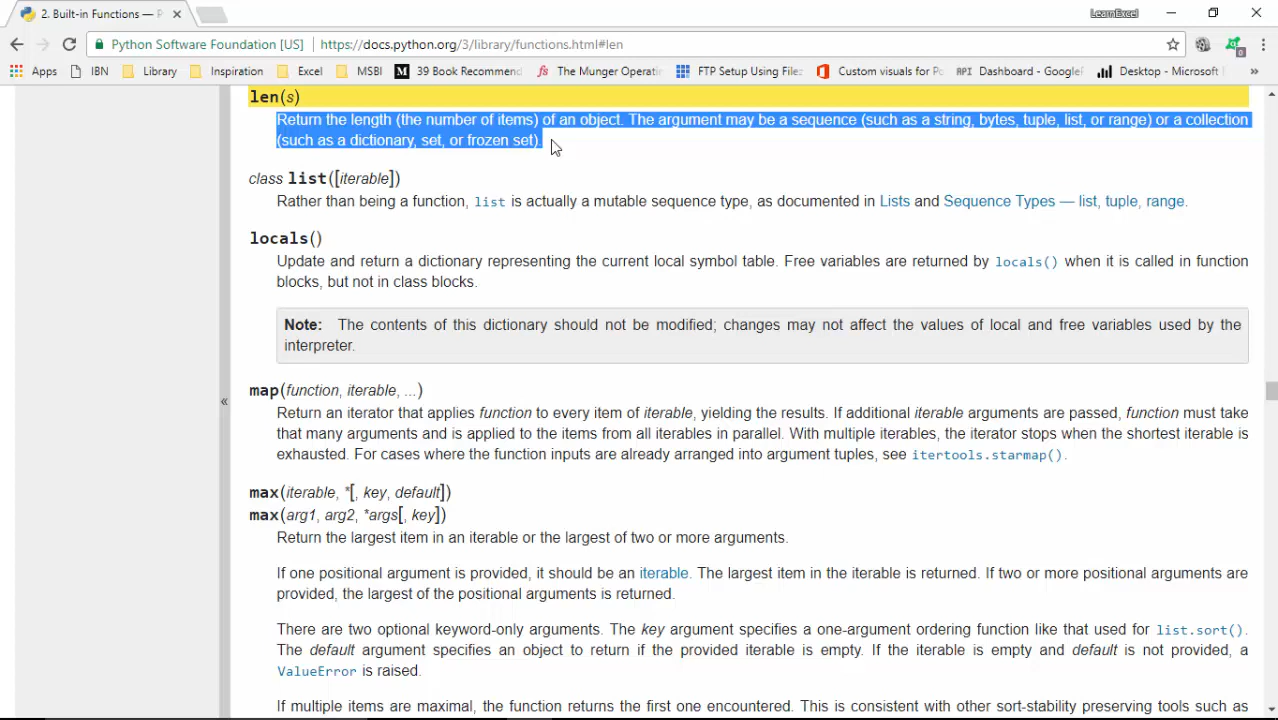 2. Built-in Functions — P
LearnExcel
Python Software Foundation [US] https://docs.python.org/3/library/functions.html#len
Apps IBN Library Inspiration Excel MSBI M 39 Book Recommend fs The Munger Operati FTP Setup Using Filez Custom visuals for Po API Dashboard - Google Desktop - Microsoft »
len(s)
Return the length (the number of items) of an object. The argument may be a sequence (such as a string, bytes, tuple, list, or range) or a collection
(such as a dictionary, set, or frozen set).
class list([iterable])
Rather than being a function, list is actually a mutable sequence type, as documented in Lists and Sequence Types — list, tuple, range.
locals()
Update and return a dictionary representing the current local symbol table. Free variables are returned by locals() when it is called in function
blocks, but not in class blocks.
Note: The contents of this dictionary should not be modified; changes may not affect the values of local and free variables used by the
interpreter.
«
map(function, iterable, ...)
Return an iterator that applies function to every item of iterable, yielding the results. If additional iterable arguments are passed, function must take
that many arguments and is applied to the items from all iterables in parallel. With multiple iterables, the iterator stops when the shortest iterable is
exhausted. For cases where the function inputs are already arranged into argument tuples, see itertools.starmap().
max(iterable, *[, key, default])
max(arg1, arg2, *args[, key])
Return the largest item in an iterable or the largest of two or more arguments.
If one positional argument is provided, it should be an iterable. The largest item in the iterable is returned. If two or more positional arguments are
provided, the largest of the positional arguments is returned.
There are two optional keyword-only arguments. The key argument specifies a one-argument ordering function like that used for list.sort().
The default argument specifies an object to return if the provided iterable is empty. If the iterable is empty and default is not provided, a
ValueError is raised.
If multiple items are maximal, the function returns the first one encountered. This is consistent with other sort-stability preserving tools such as